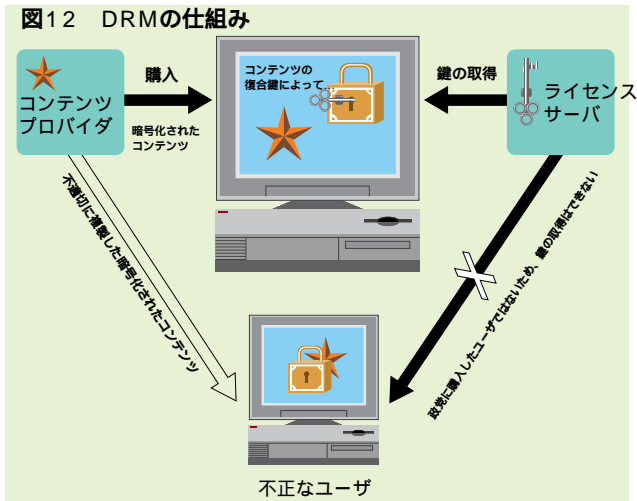 図12 DRMの仕組み
コンテンツ
プロバイダ
購入
暗号化された
コンテンツ
コンテンツの
復合鍵によって...
鍵の取得
ライセンス
サーバ
不適切に複製した暗号化されたコンテンツ
政党に購入したユーザではないため、鍵の取得はできない
不正なユーザ